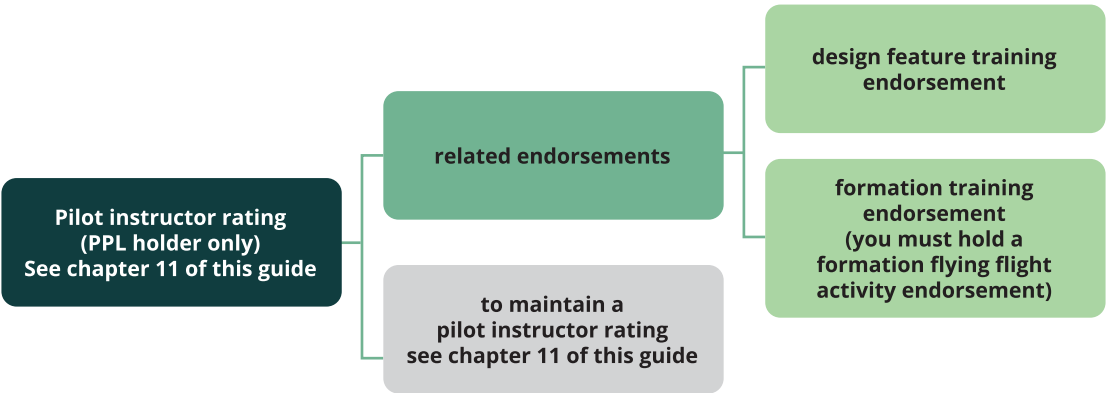 Pilot instructor rating
(PPL holder only)
See chapter 11 of this guide
related endorsements
to maintain a
pilot instructor rating
see chapter 11 of this guide
design feature training
endorsement
formation training
endorsement
(you must hold a
formation flying flight
activity endorsement)